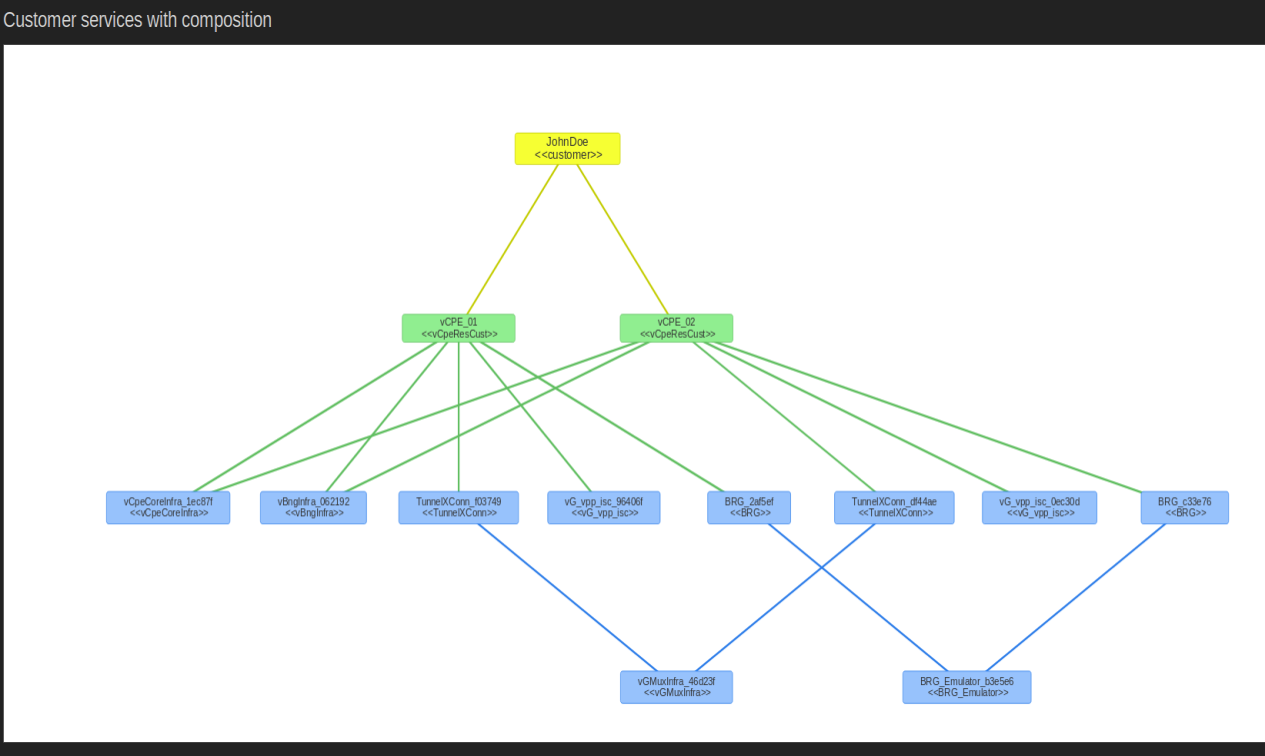 Customer services with composition
JohnDoe
<<customer>>
vCPE_01
<<vCpeResCust>>
vCPE_02
<<vCpeResCust>>
vCpeCoreInfra_1ec87f
<<vCpeCoreInfra>>
vBngInfra_062192
<<vBngInfra>>
TunnelXConn_f03749
<<TunnelXConn>>
vG_vpp_isc_96406f
<<vG_vpp_isc>>
BRG_2af5ef
<<BRG>>
TunnelXConn_df44ae
<<TunnelXConn>>
vG_vpp_isc_0ec30d
<<vG_vpp_isc>>
BRG_c33e76
<<BRG>>
vGMuxInfra_46d23f
<<vGMuxInfra>>
BRG_Emulator_b3e5e6
<<BRG_Emulator>>